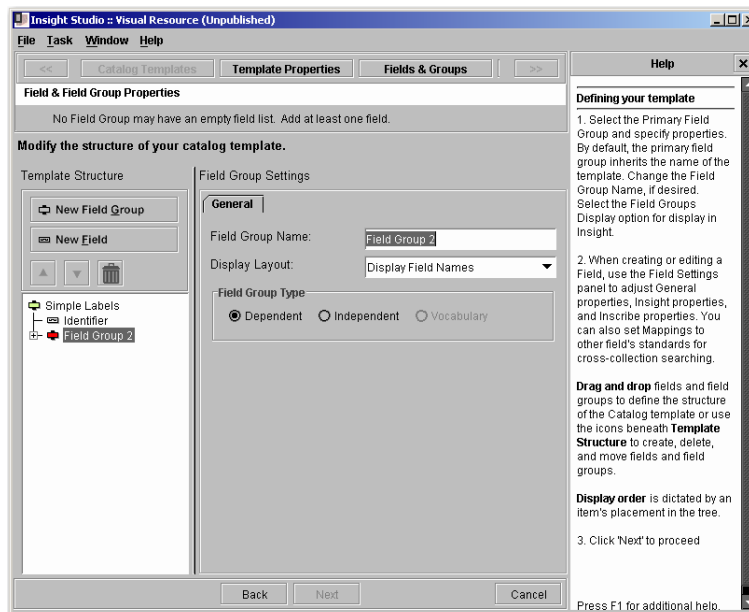 Insight Studio :: Visual Resource (Unpublished)
File Task Window Help
<< Catalog Templates Template Properties Fields & Groups >>
Field & Field Group Properties
No Field Group may have an empty field list. Add at least one field.
Modify the structure of your catalog template.
Template Structure
New Field Group
New Field
Simple Labels
Identifier
Field Group 2
Field Group Settings
General
Field Group Name: Field Group 2
Display Layout: Display Field Names
Field Group Type
Dependent Independent Vocabulary
Back Next Cancel
Help
Defining your template
1. Select the Primary Field
Group and specify properties.
By default, the primary field
group inherits the name of the
template. Change the Field
Group Name, if desired.
Select the Field Groups
Display option for display in
Insight.
2. When creating or editing a
Field, use the Field Settings
panel to adjust General
properties, Insight properties,
and Inscribe properties. You
can also set Mappings to
other field's standards for
cross-collection searching.
Drag and drop fields and field
groups to define the structure
of the Catalog template or use
the icons beneath Template
Structure to create, delete,
and move fields and field
groups.
Display order is dictated by an
item's placement in the tree.
3. Click 'Next' to proceed
Press F1 for additional help.